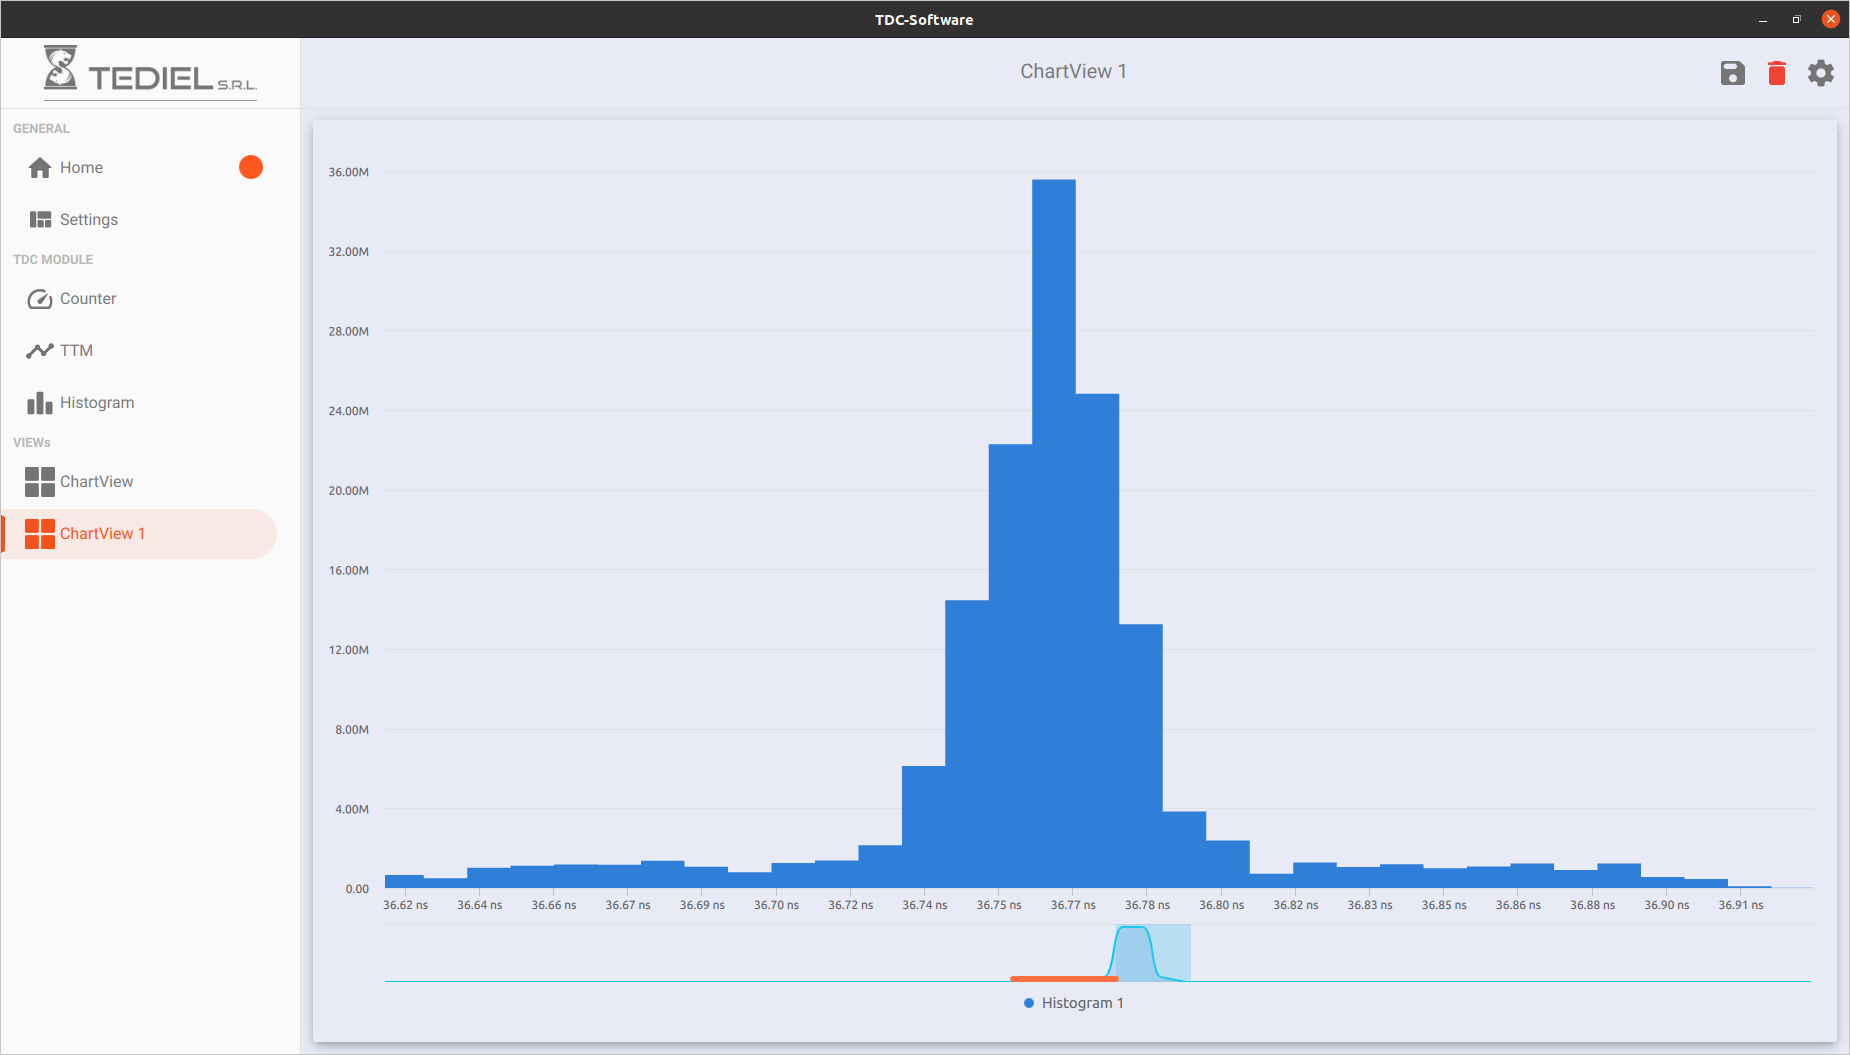 TDC-Software
TEDIEL S.R.L.
ChartView 1
GENERAL
Home
Settings
TDC MODULE
Counter
TTM
Histogram
VIEWs
ChartView
ChartView 1
36.00M
32.00M
28.00M
24.00M
20.00M
16.00M
12.00M
8.00M
4.00M
0.00
36.62 ns 36.64 ns 36.66 ns 36.67 ns 36.69 ns 36.70 ns 36.72 ns 36.74 ns 36.75 ns 36.77 ns 36.78 ns 36.80 ns 36.82 ns 36.83 ns 36.85 ns 36.86 ns 36.88 ns 36.90 ns 36.91 ns
Histogram 1